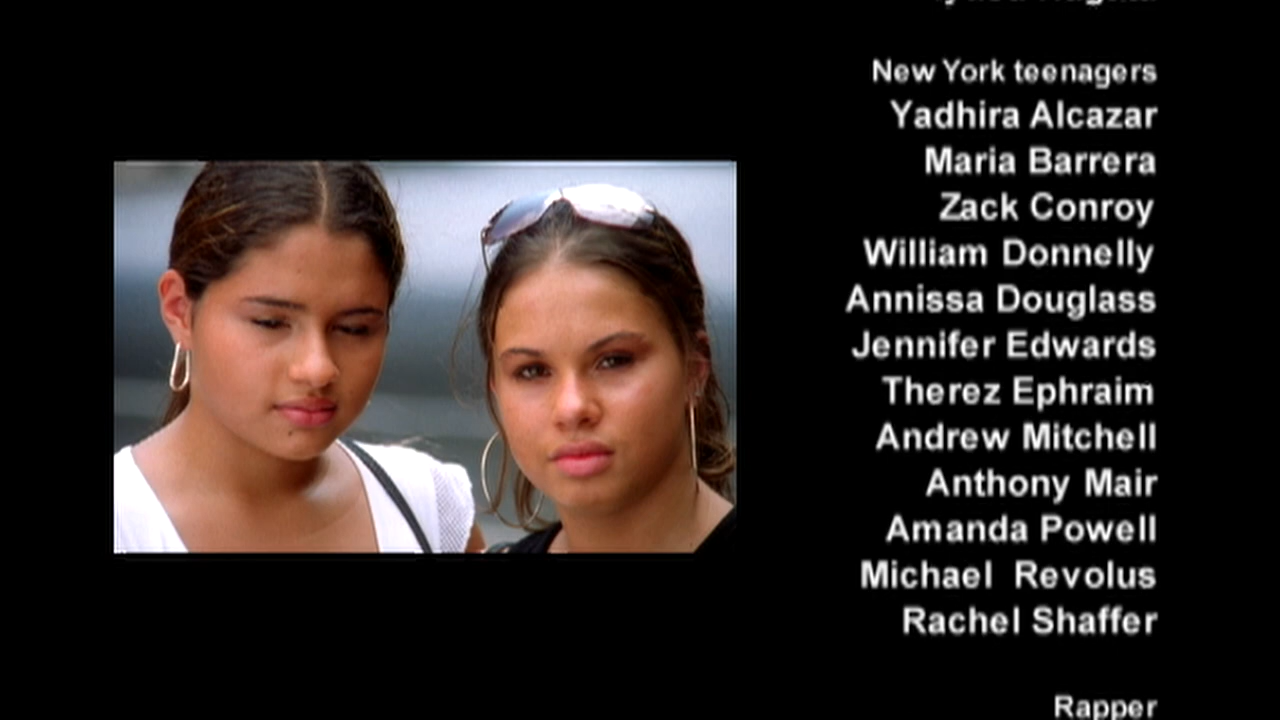 New York teenagers
Yadhira Alcazar
Maria Barrera
Zack Conroy
William Donnelly
Annissa Douglass
Jennifer Edwards
Therez Ephraim
Andrew Mitchell
Anthony Mair
Amanda Powell
Michael Revolus
Rachel Shaffer
Rapper